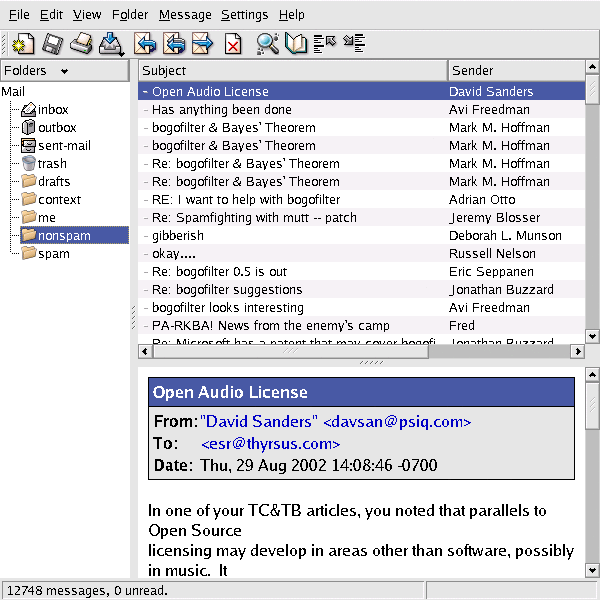 File Edit View Folder Message Settings Help
Folders
Mail
inbox
outbox
sent-mail
trash
drafts
context
me
nonspam
spam
Subject Sender
- Open Audio License David Sanders
- Has anything been done Avi Freedman
- bogofilter & Bayes' Theorem Mark M. Hoffman
- bogofilter & Bayes' Theorem Mark M. Hoffman
- Re: bogofilter & Bayes' Theorem Mark M. Hoffman
- Re: bogofilter & Bayes' Theorem Mark M. Hoffman
- RE: I want to help with bogofilter Adrian Otto
- Re: Spamfighting with mutt -- patch Jeremy Blosser
- gibberish Deborah L. Munson
- okay.... Russell Nelson
- Re: bogofilter 0.5 is out Eric Seppanen
- Re: bogofilter suggestions Jonathan Buzzard
- bogofilter looks interesting Avi Freedman
- PA-RKBA! News from the enemy's camp Fred
- Re: Microsoft has a patent that may cover bogofi Jonathan Buzzard
Open Audio License
From: "David Sanders" <davsan@psiq.com>
To: <esr@thyrsus.com>
Date: Thu, 29 Aug 2002 14:08:46 -0700
In one of your TC&TB articles, you noted that parallels to
Open Source
licensing may develop in areas other than software, possibly
in music. It
12748 messages, 0 unread.